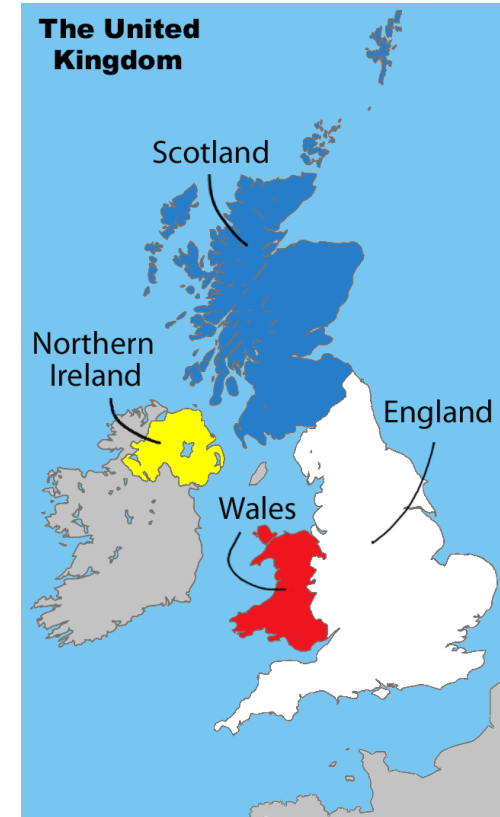 The United
Kingdom
Scotland
Northern
Ireland
England
Wales